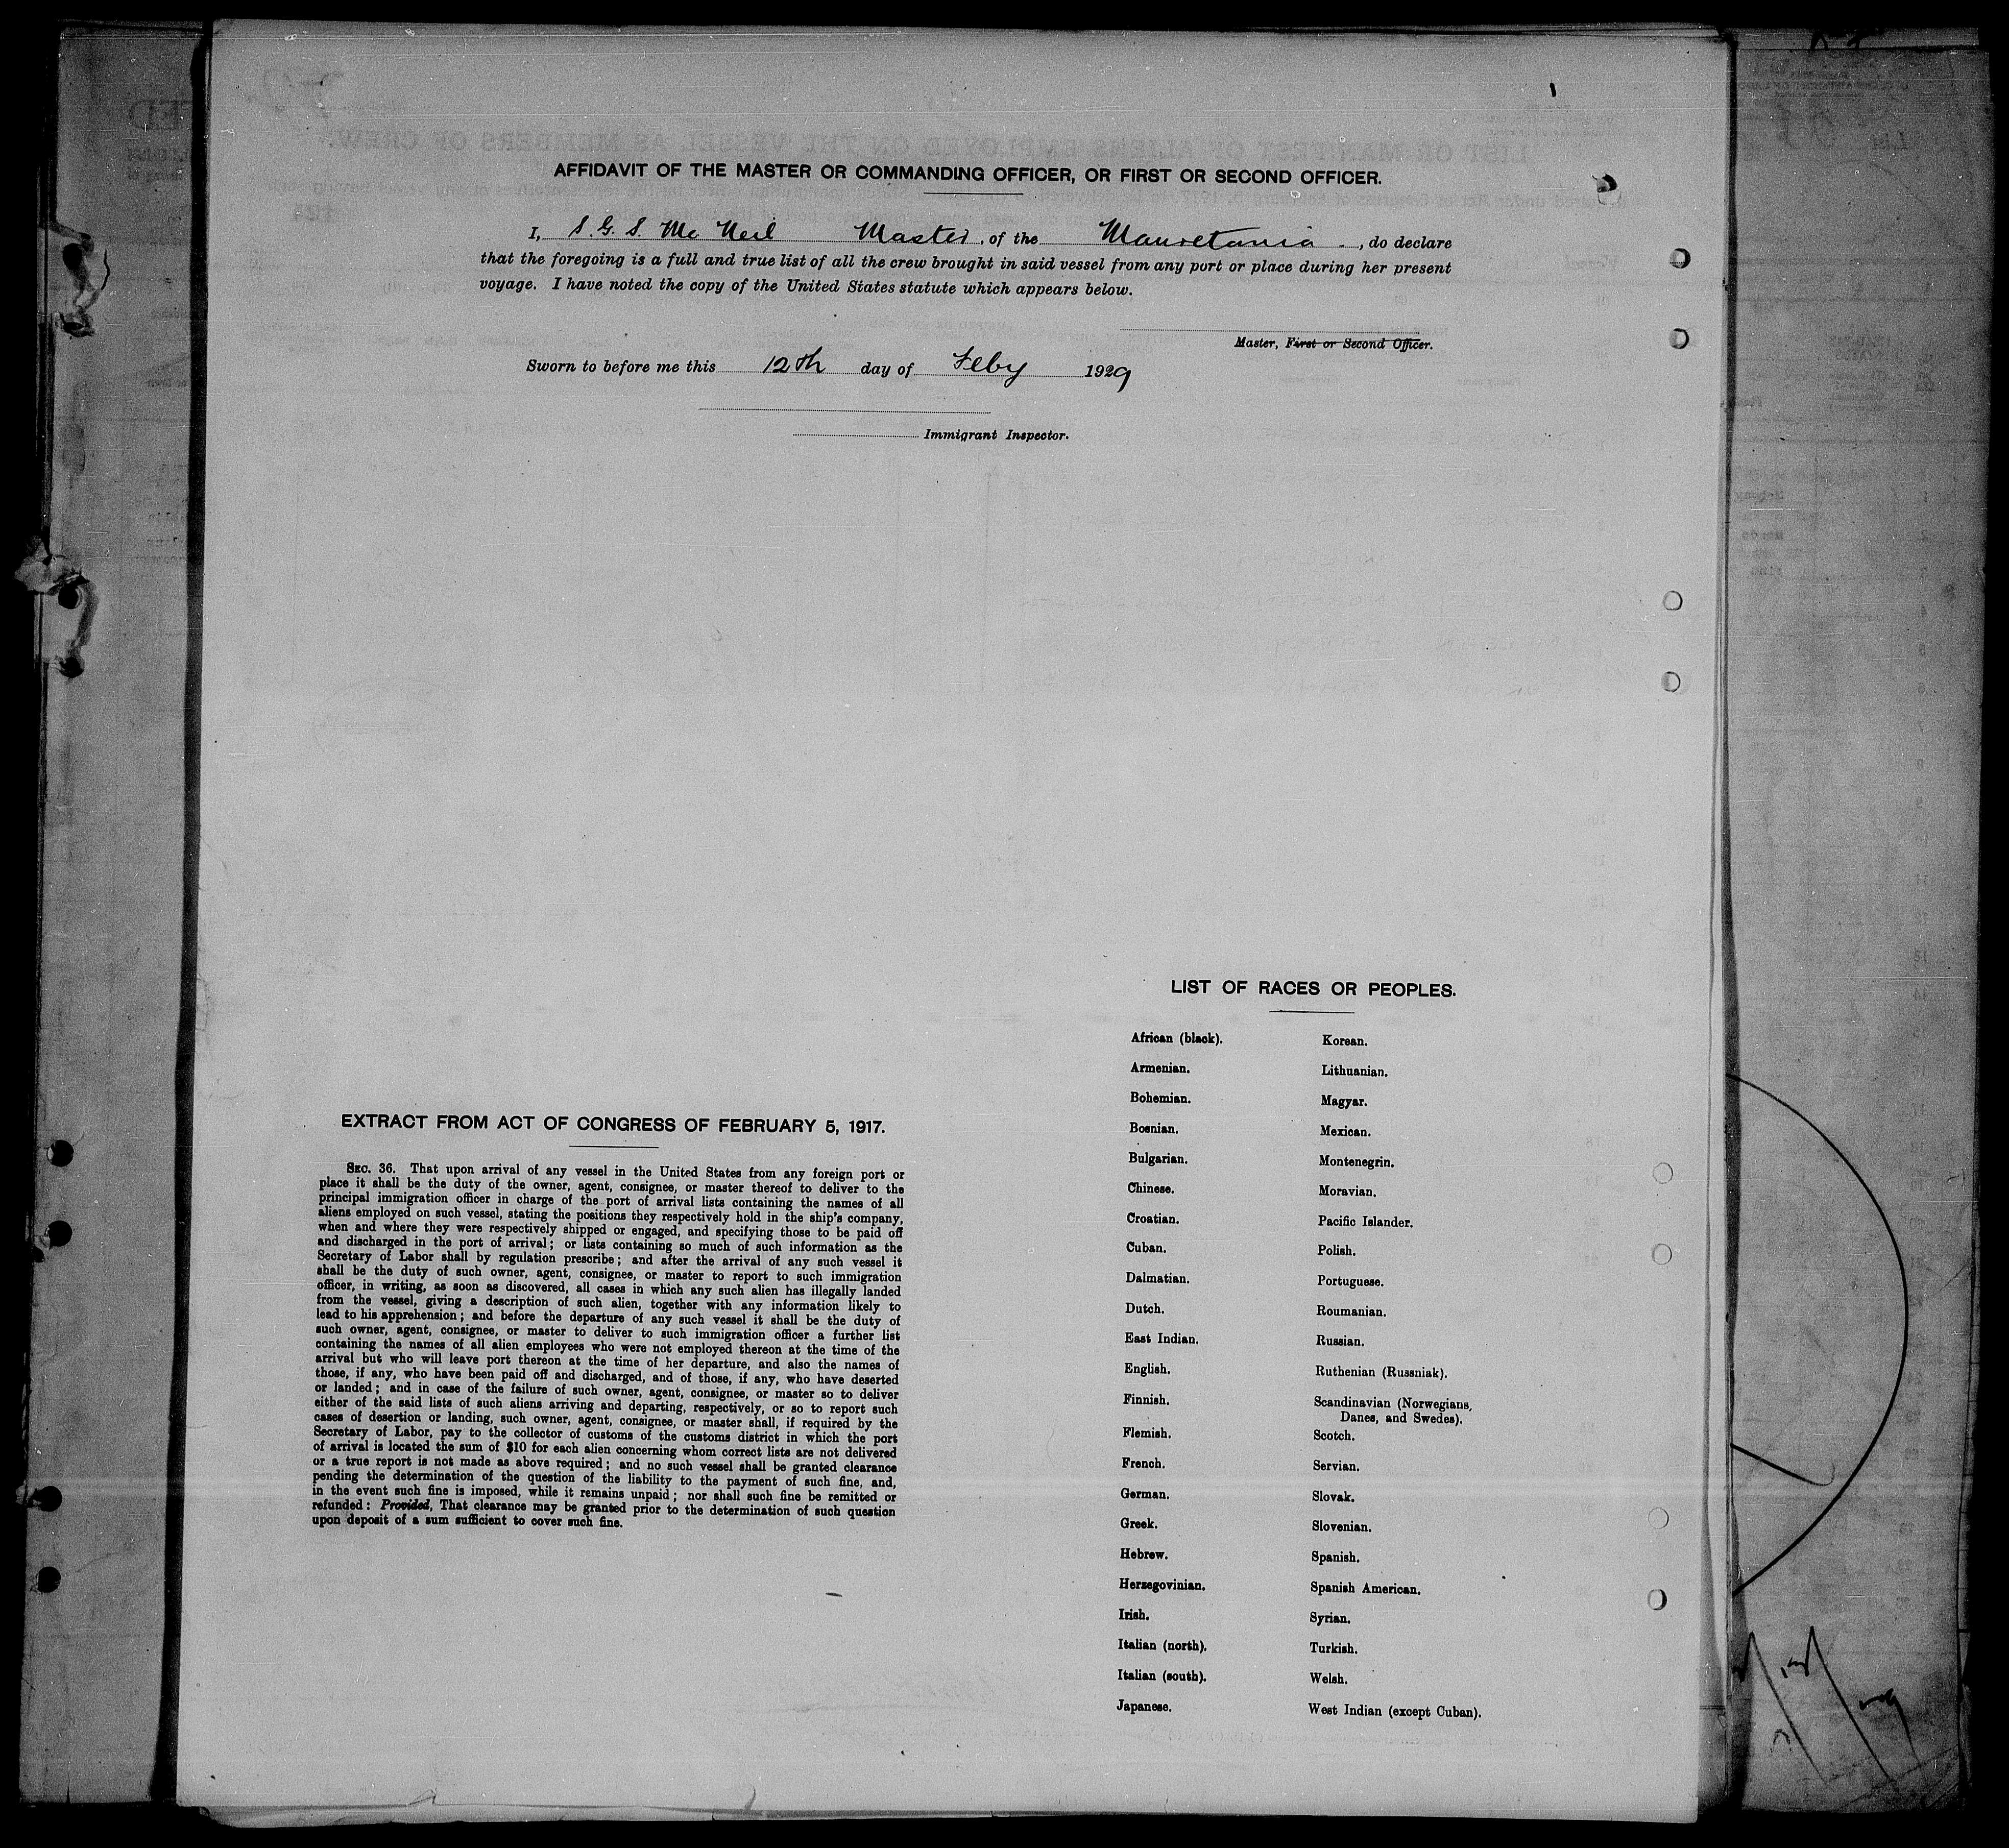 AFFIDAVIT OF THE MASTER OR COMMANDING OFFICER, OR FIRST OR SECOND OFFICER.
I, S. G. S. Mc Neil Master, of the Mauretania, do declare
that the foregoing is a full and true list of all the crew brought in said vessel from any port or place during her present
voyage. I have noted the copy of the United States statute which appears below.
Master, First or Second Officer.
Sworn to before me this 12th day of Feby 1929
Immigrant Inspector.
EXTRACT FROM ACT OF CONGRESS OF FEBRUARY 5, 1917.
SEC. 36. That upon arrival of any vessel in the United States from any foreign port or
place it shall be the duty of the owner, agent, consignee, or master thereof to deliver to the
principal immigration officer in charge of the port of arrival lists containing the names of all
aliens employed on such vessel, stating the positions they respectively hold in the ship's company,
when and where they were respectively shipped or engaged, and specifying those to be paid off
and discharged in the port of arrival; or lists containing so much of such information as the
Secretary of Labor shall by regulation prescribe; and after the arrival of any such vessel it
shall be the duty of such owner, agent, consignee, or master to report to such immigration
officer, in writing, as soon as discovered, all cases in which any such alien has illegally landed
from the vessel, giving a description of such alien, together with any information likely to
lead to his apprehension; and before the departure of any such vessel it shall be the duty of
such owner, agent, consignee, or master to deliver to such immigration officer a further list
containing the names of all alien employees who were not employed thereon at the time of the
arrival but who will leave port thereon at the time of her departure, and also the names of
those, if any, who have been paid off and discharged, and of those, if any, who have deserted
or landed; and in case of the failure of such owner, agent, consignee, or master so to deliver
either of the said lists of such aliens arriving and departing, respectively, or so to report such
cases of desertion or landing, such owner, agent, consignee, or master shall, if required by the
Secretary of Labor, pay to the collector of customs of the customs district in which the port
of arrival is located the sum of $10 for each alien concerning whom correct lists are not delivered
or a true report is not made as above required; and no such vessel shall be granted clearance
pending the determination of the question of the liability to the payment of such fine, and,
in the event such fine is imposed, while it remains unpaid; nor shall such fine be remitted or
refunded: Provided, That clearance may be granted prior to the determination of such question
upon deposit of a sum sufficient to cover such fine.
LIST OF RACES OR PEOPLES.
African (black).
Armenian.
Bohemian.
Bosnian.
Bulgarian.
Chinese.
Croatian.
Cuban.
Dalmatian.
Dutch.
East Indian.
English.
Finnish.
Flemish.
French.
German.
Greek.
Hebrew.
Herzegovinian.
Irish.
Italian (north).
Italian (south).
Japanese.
Korean.
Lithuanian.
Magyar.
Mexican.
Montenegrin.
Moravian.
Pacific Islander.
Polish.
Portuguese.
Roumanian.
Russian.
Ruthenian (Russniak).
Scandinavian (Norwegians,
Danes, and Swedes).
Scotch.
Servian.
Slovak.
Slovenian.
Spanish.
Spanish American.
Syrian.
Turkish.
Welsh.
West Indian (except Cuban).